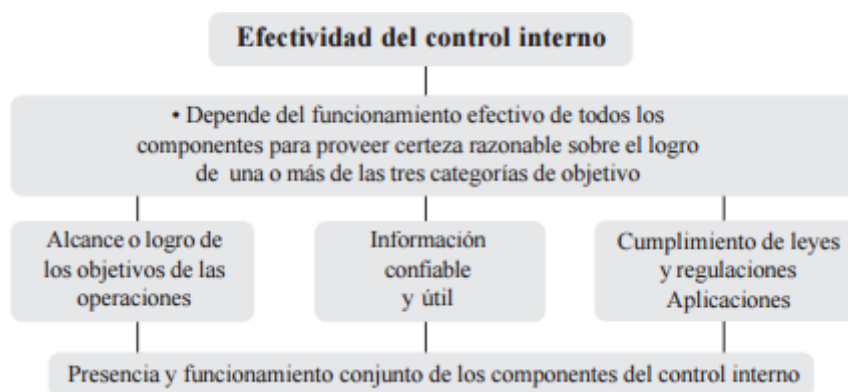 Efectividad del control interno
• Depende del funcionamiento efectivo de todos los
componentes para proveer certeza razonable sobre el logro
de una o más de las tres categorías de objetivo
Alcance o logro de
los objetivos de las
operaciones
Información
confiable
y útil
Cumplimiento de leyes
y regulaciones
Aplicaciones
Presencia y funcionamiento conjunto de los componentes del control interno